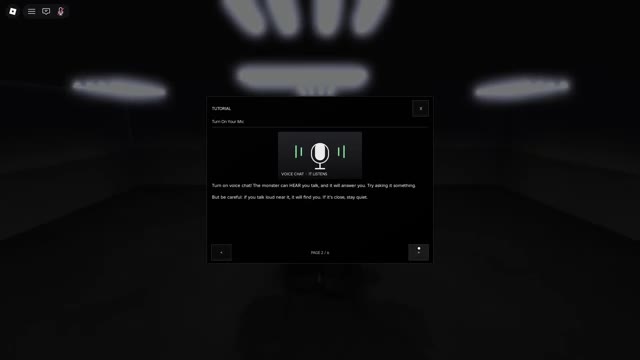 TUTORIAL
X
Turn On Your Mic
VOICE CHAT - IT LISTENS
Turn on voice chat! The monster can HEAR you talk, and it will answer you. Try asking it something.
But be careful: if you talk loud near it, it will find you. If it's close, stay quiet.
<
PAGE 2 / 6